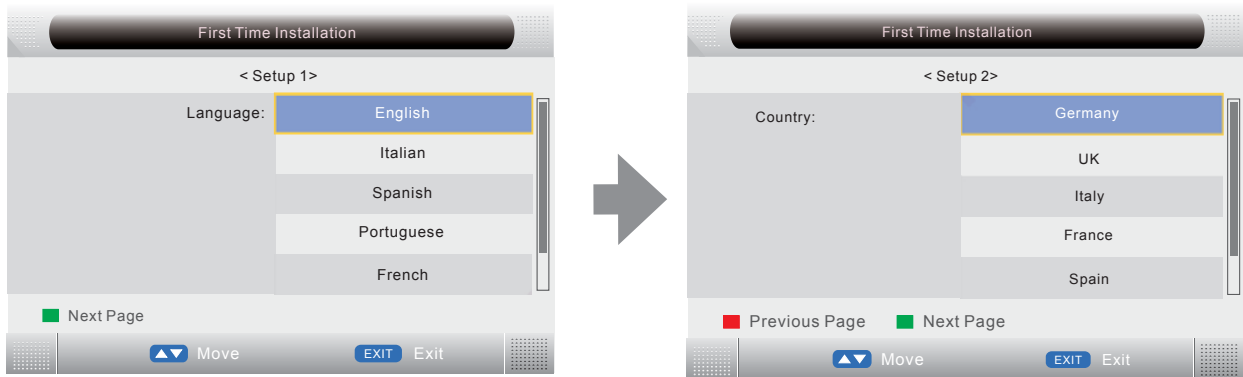 First Time Installation
< Setup 1>
Language:
English
Italian
Spanish
Portuguese
French
Next Page
Move
EXIT Exit
First Time Installation
< Setup 2>
Country:
Germany
UK
Italy
France
Spain
Previous Page Next Page
Move
EXIT Exit